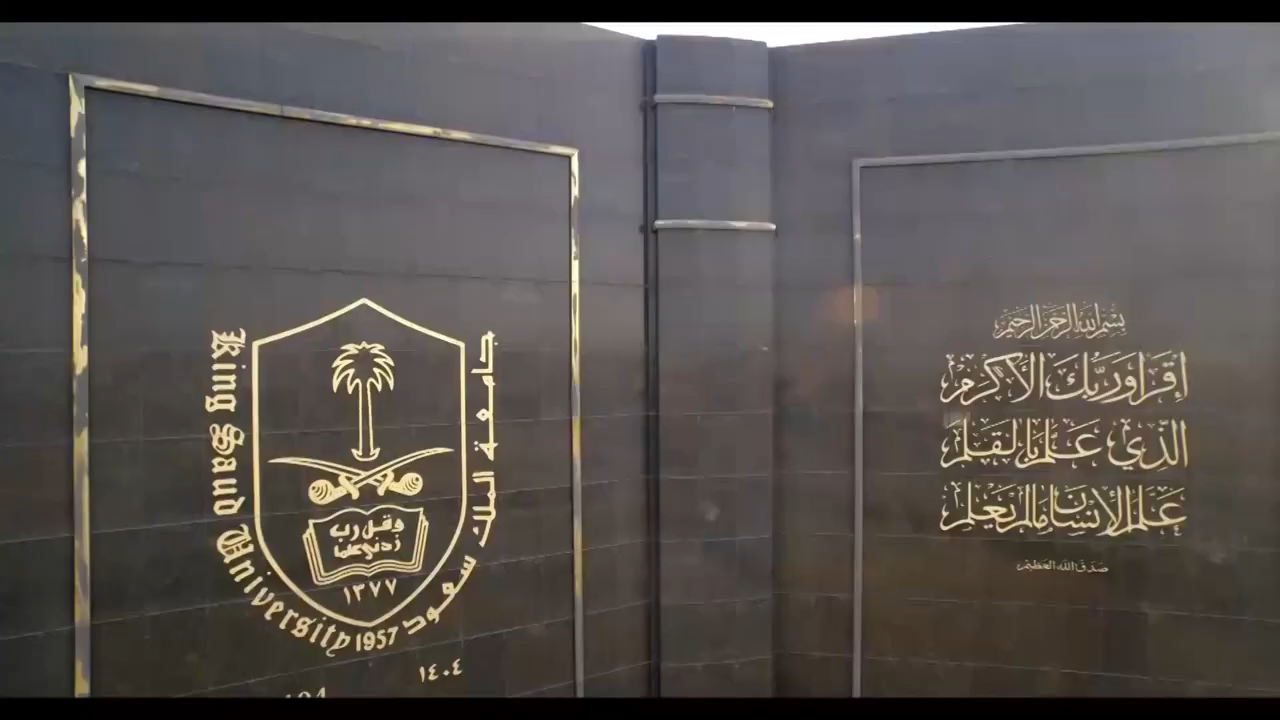 بسم الله الرحمن الرحيم
اقرأ وربك الأكرم
الذي علم بالقلم
علم الإنسان ما لم يعلم
صدق الله العظيم
King Saud University 1957
جامعة الملك سعود
وقل رب
زدني علما
١٣٧٧
١٤٠٤